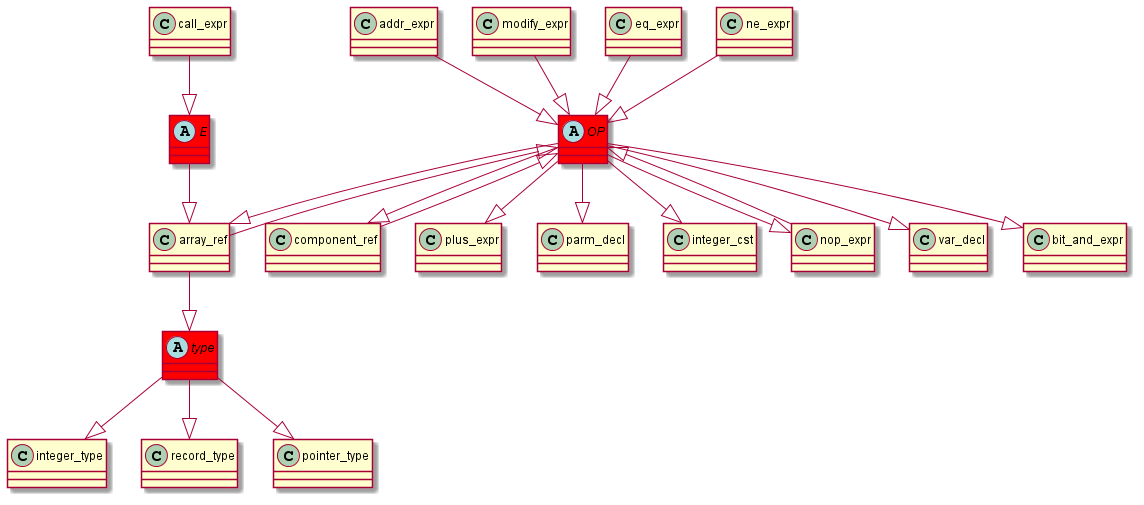 C call_expr
C addr_expr
C modify_expr
C eq_expr
C ne_expr
A E
A OP
C array_ref
C component_ref
C plus_expr
C parm_decl
C integer_cst
C nop_expr
C var_decl
C bit_and_expr
A type
C integer_type
C record_type
C pointer_type